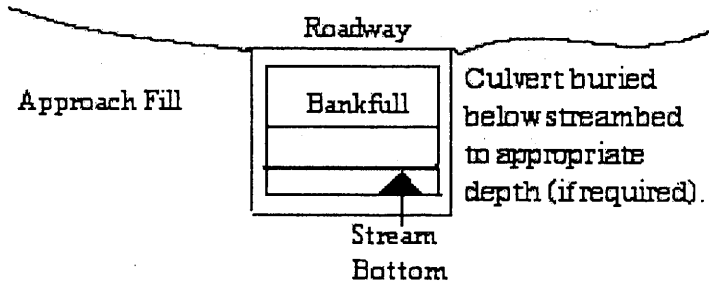 Roadway
Approach Fill
Bankfull
Culvert buried
below streambed
to appropriate
depth (if required).
Stream
Bottom